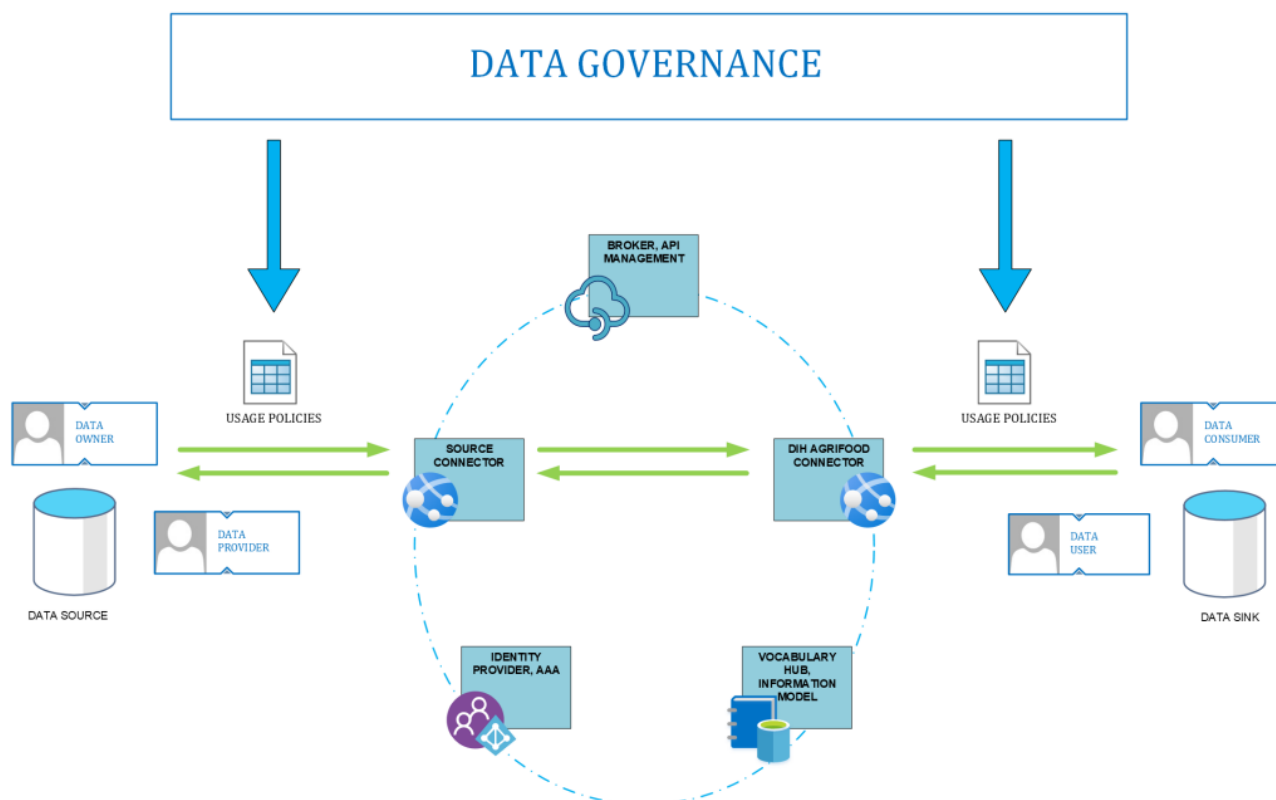 DATA GOVERNANCE
BROKER, API
MANAGEMENT
USAGE POLICIES
USAGE POLICIES
DATA
OWNER
SOURCE
CONNECTOR
DIH AGRIFOOD
CONNECTOR
DATA
CONSUMER
DATA
PROVIDER
DATA
USER
DATA SOURCE
DATA SINK
IDENTITY
PROVIDER, AAA
VOCABULARY
HUB,
INFORMATION
MODEL